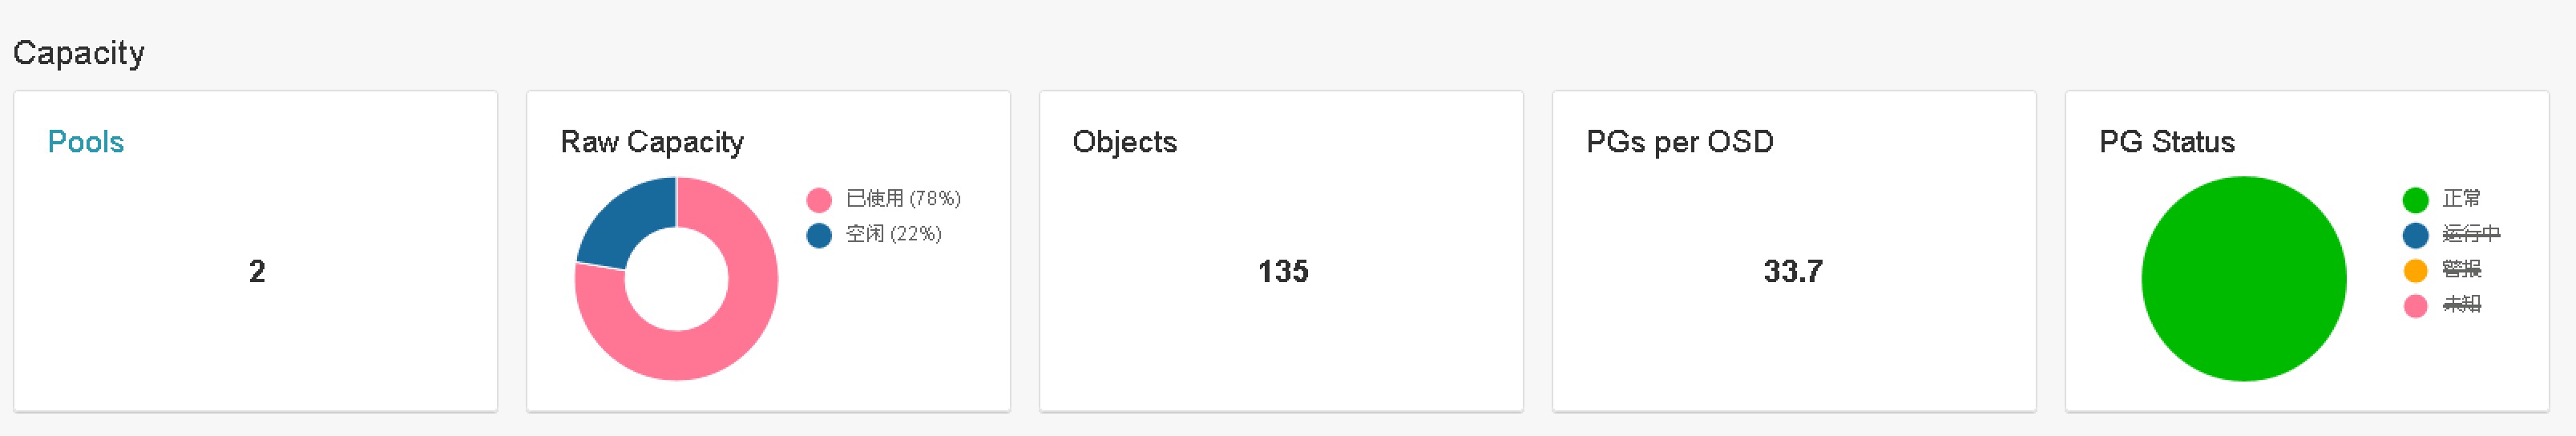 Capacity
Pools
2
Raw Capacity
已使用 (78%)
空闲 (22%)
Objects
135
PGs per OSD
33.7
PG Status
正常
运行中
警报
未知